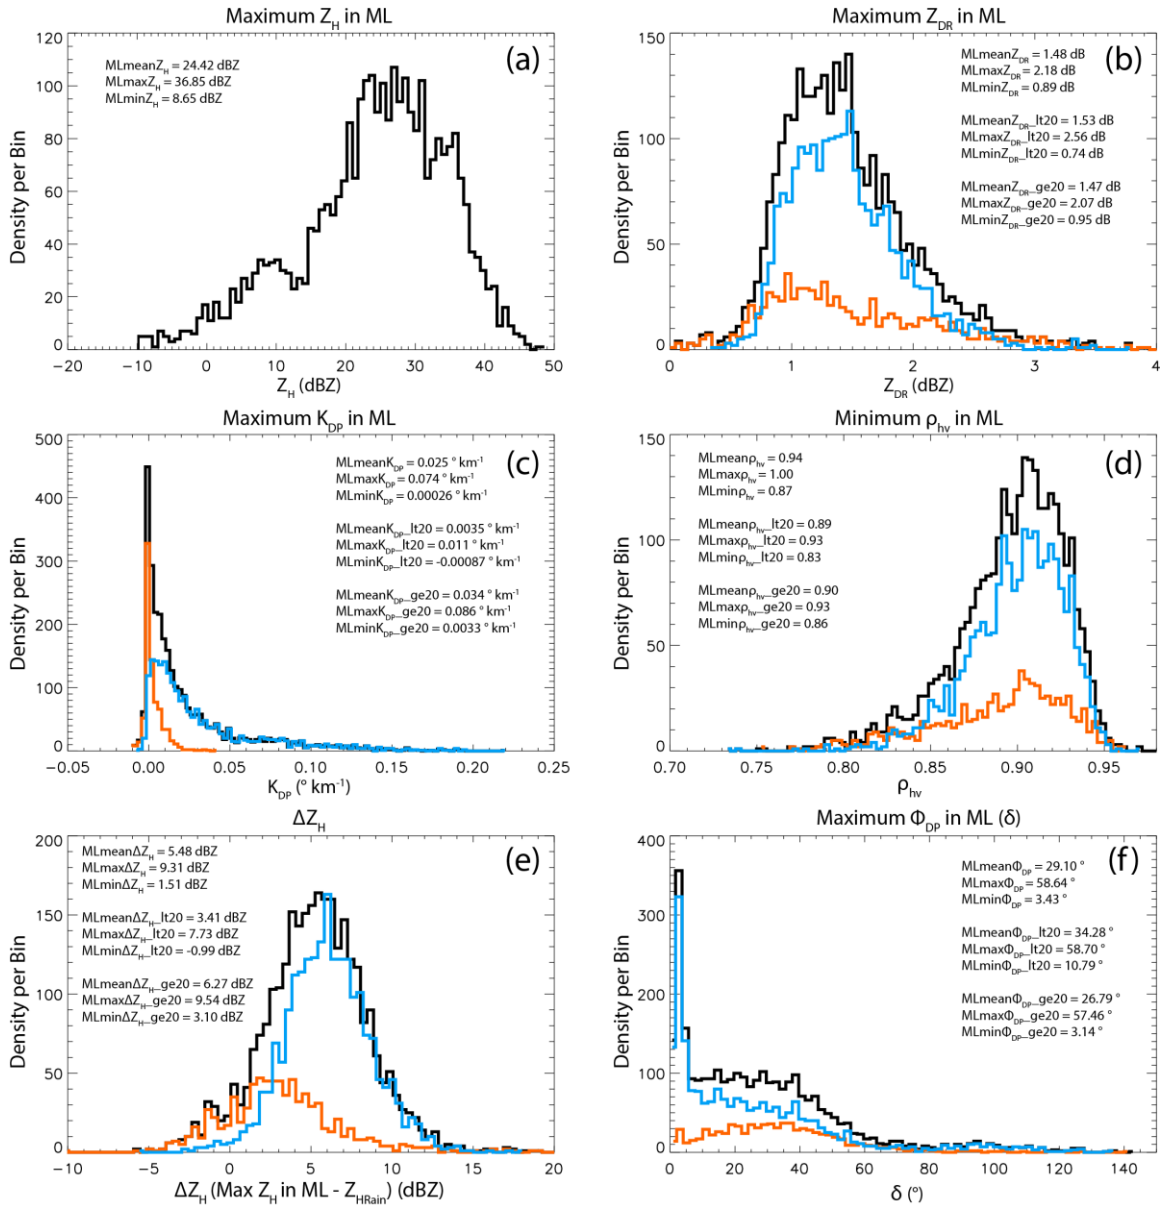 Maximum Z_H in ML
(a)
MLmeanZ_H = 24.42 dBZ
MLmaxZ_H = 36.85 dBZ
MLminZ_H = 8.65 dBZ
Density per Bin
120
100
80
60
40
20
0
−20 −10 0 10 20 30 40 50
Z_H (dBZ)
Maximum Z_DR in ML
(b)
MLmeanZ_DR = 1.48 dB
MLmaxZ_DR = 2.18 dB
MLminZ_DR = 0.89 dB
MLmeanZ_DR_lt20 = 1.53 dB
MLmaxZ_DR_lt20 = 2.56 dB
MLminZ_DR_lt20 = 0.74 dB
MLmeanZ_DR_ge20 = 1.47 dB
MLmaxZ_DR_ge20 = 2.07 dB
MLminZ_DR_ge20 = 0.95 dB
Density per Bin
150
100
50
0
0 1 2 3 4
Z_DR (dBZ)
Maximum K_DP in ML
(c)
MLmeanK_DP = 0.025 ° km⁻¹
MLmaxK_DP = 0.074 ° km⁻¹
MLminK_DP = 0.00026 ° km⁻¹
MLmeanK_DP_lt20 = 0.0035 ° km⁻¹
MLmaxK_DP_lt20 = 0.011 ° km⁻¹
MLminK_DP_lt20 = -0.00087 ° km⁻¹
MLmeanK_DP_ge20 = 0.034 ° km⁻¹
MLmaxK_DP_ge20 = 0.086 ° km⁻¹
MLminK_DP_ge20 = 0.0033 ° km⁻¹
Density per Bin
500
400
300
200
100
0
−0.05 0.00 0.05 0.10 0.15 0.20 0.25
K_DP (° km⁻¹)
Minimum ρ_hv in ML
(d)
MLmeanρ_hv = 0.94
MLmaxρ_hv = 1.00
MLminρ_hv = 0.87
MLmeanρ_hv_lt20 = 0.89
MLmaxρ_hv_lt20 = 0.93
MLminρ_hv_lt20 = 0.83
MLmeanρ_hv_ge20 = 0.90
MLmaxρ_hv_ge20 = 0.93
MLminρ_hv_ge20 = 0.86
Density per Bin
150
100
50
0
0.70 0.75 0.80 0.85 0.90 0.95
ρ_hv
ΔZ_H
(e)
MLmeanΔZ_H = 5.48 dBZ
MLmaxΔZ_H = 9.31 dBZ
MLminΔZ_H = 1.51 dBZ
MLmeanΔZ_H_lt20 = 3.41 dBZ
MLmaxΔZ_H_lt20 = 7.73 dBZ
MLminΔZ_H_lt20 = -0.99 dBZ
MLmeanΔZ_H_ge20 = 6.27 dBZ
MLmaxΔZ_H_ge20 = 9.54 dBZ
MLminΔZ_H_ge20 = 3.10 dBZ
Density per Bin
200
150
100
50
0
−10 −5 0 5 10 15 20
ΔZ_H (Max Z_H in ML - Z_HRain) (dBZ)
Maximum Φ_DP in ML (δ)
(f)
MLmeanΦ_DP = 29.10 °
MLmaxΦ_DP = 58.64 °
MLminΦ_DP = 3.43 °
MLmeanΦ_DP_lt20 = 34.28 °
MLmaxΦ_DP_lt20 = 58.70 °
MLminΦ_DP_lt20 = 10.79 °
MLmeanΦ_DP_ge20 = 26.79 °
MLmaxΦ_DP_ge20 = 57.46 °
MLminΦ_DP_ge20 = 3.14 °
Density per Bin
400
300
200
100
0
0 20 40 60 80 100 120 140
δ (°)